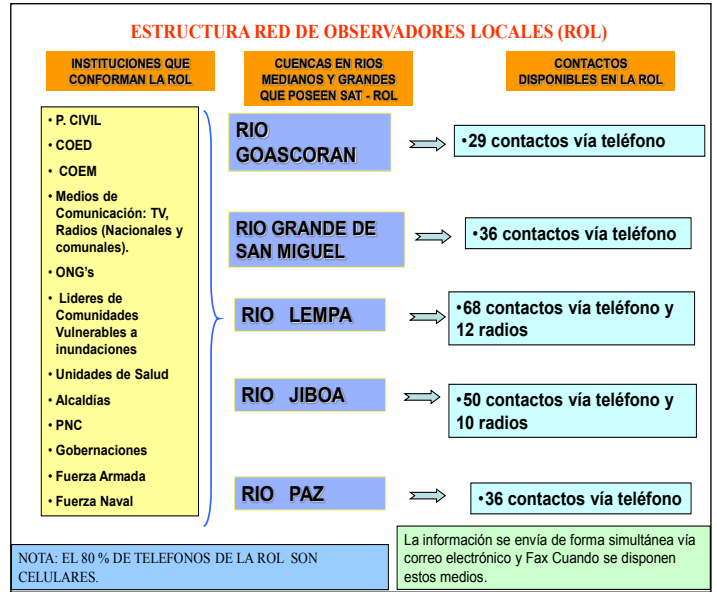 ESTRUCTURA RED DE OBSERVADORES LOCALES (ROL)
INSTITUCIONES QUE
CONFORMAN LA ROL
CUENCAS EN RIOS
MEDIANOS Y GRANDES
QUE POSEEN SAT - ROL
CONTACTOS
DISPONIBLES EN LA ROL
• P. CIVIL
• COED
• COEM
• Medios de
Comunicación: TV,
Radios (Nacionales y
comunales).
• ONG's
• Lideres de
Comunidades
Vulnerables a
inundaciones
• Unidades de Salud
• Alcaldías
• PNC
• Gobernaciones
• Fuerza Armada
• Fuerza Naval
RIO
GOASCORAN
•29 contactos vía teléfono
RIO GRANDE DE
SAN MIGUEL
•36 contactos vía teléfono
RIO LEMPA
•68 contactos vía teléfono y
12 radios
RIO JIBOA
•50 contactos vía teléfono y
10 radios
RIO PAZ
•36 contactos vía teléfono
NOTA: EL 80 % DE TELEFONOS DE LA ROL SON
CELULARES.
La información se envía de forma simultánea vía
correo electrónico y Fax Cuando se disponen
estos medios.